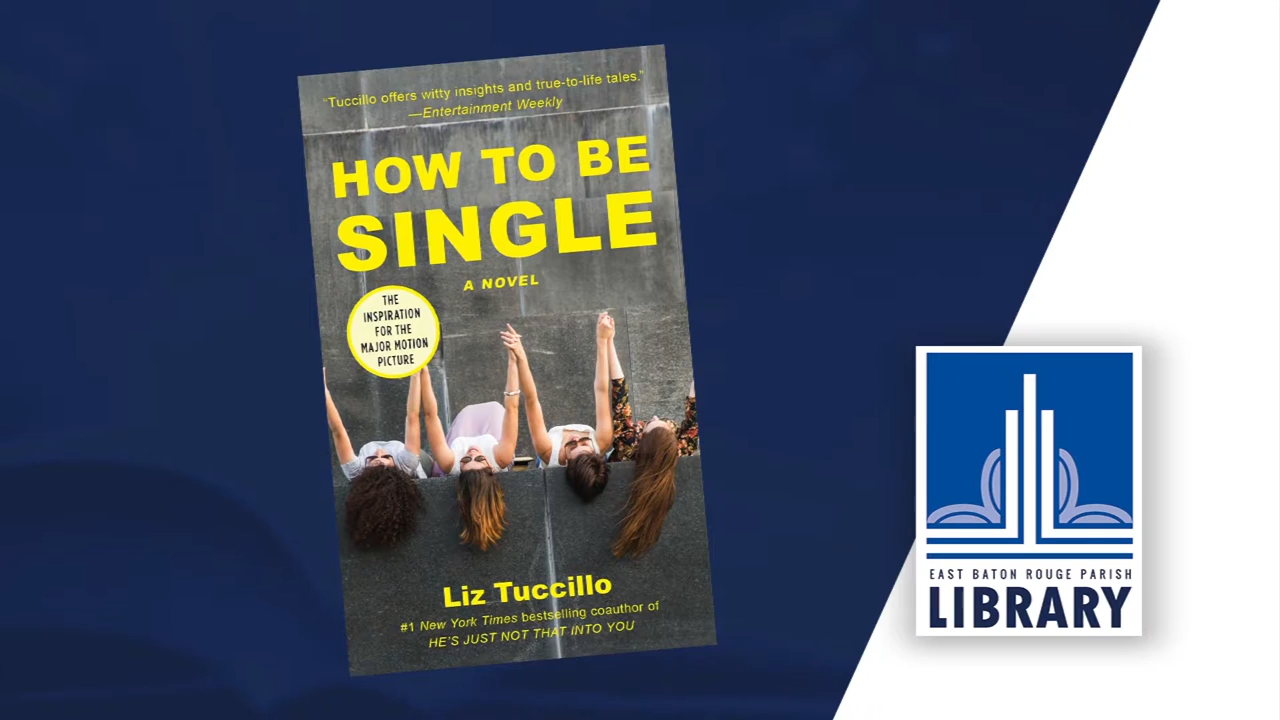 "Tuccillo offers witty insights and true-to-life tales."
—Entertainment Weekly
HOW TO BE
SINGLE
A NOVEL
THE
INSPIRATION
FOR THE
MAJOR MOTION
PICTURE
Liz Tuccillo
#1 New York Times bestselling coauthor of
HE'S JUST NOT THAT INTO YOU
EAST BATON ROUGE PARISH
LIBRARY